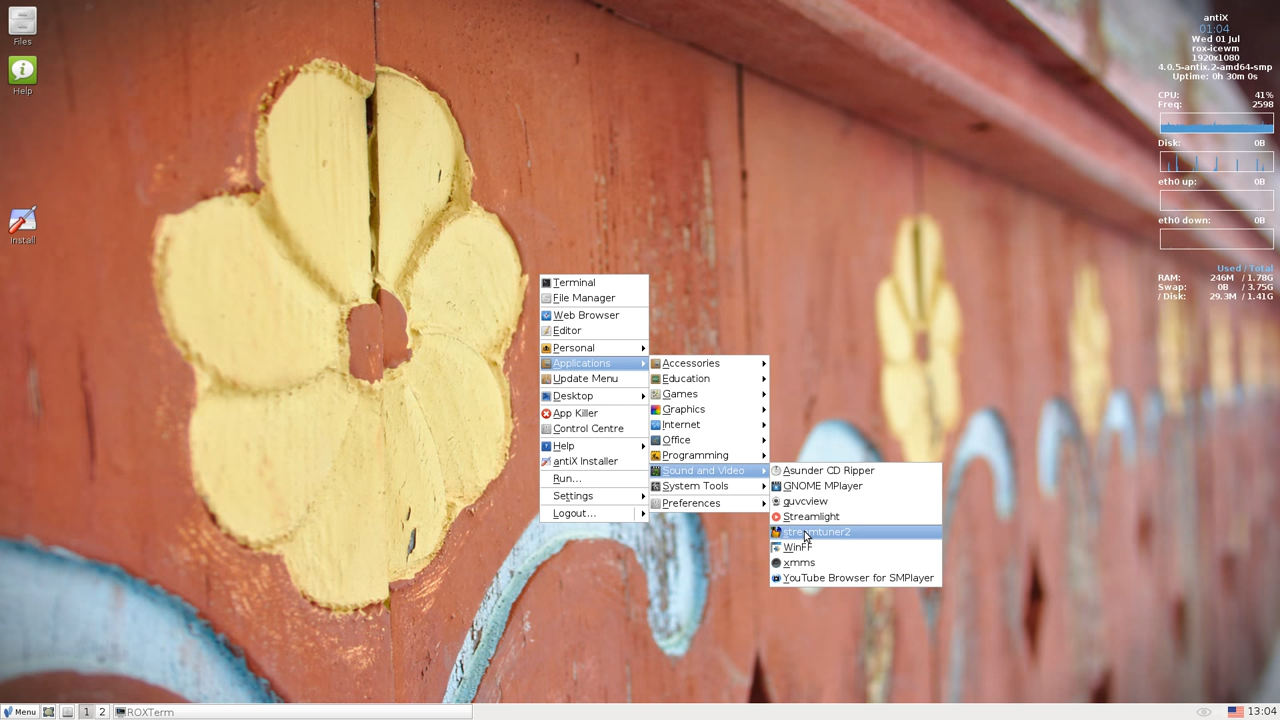 Files
Help
Install
antiX
01:04
Wed 01 Jul
rox-icewm
1920x1080
4.0.5-antix.2-amd64-smp
Uptime: 0h 30m 0s
CPU: 41%
Freq: 2598
Disk: 0B
eth0 up: 0B
eth0 down: 0B
Used / Total
RAM: 246M / 1.78G
Swap: 0B / 3.75G
/ Disk: 29.3M / 1.41G
Terminal
File Manager
Web Browser
Editor
Personal
Applications
Update Menu
Desktop
App Killer
Control Centre
Help
antiX Installer
Run...
Settings
Logout...
Accessories
Education
Games
Graphics
Internet
Office
Programming
Sound and Video
System Tools
Preferences
Asunder CD Ripper
GNOME MPlayer
guvcview
Streamlight
streamtuner2
WinFF
xmms
YouTube Browser for SMPlayer
Menu 1 2 ROXTerm 13:04